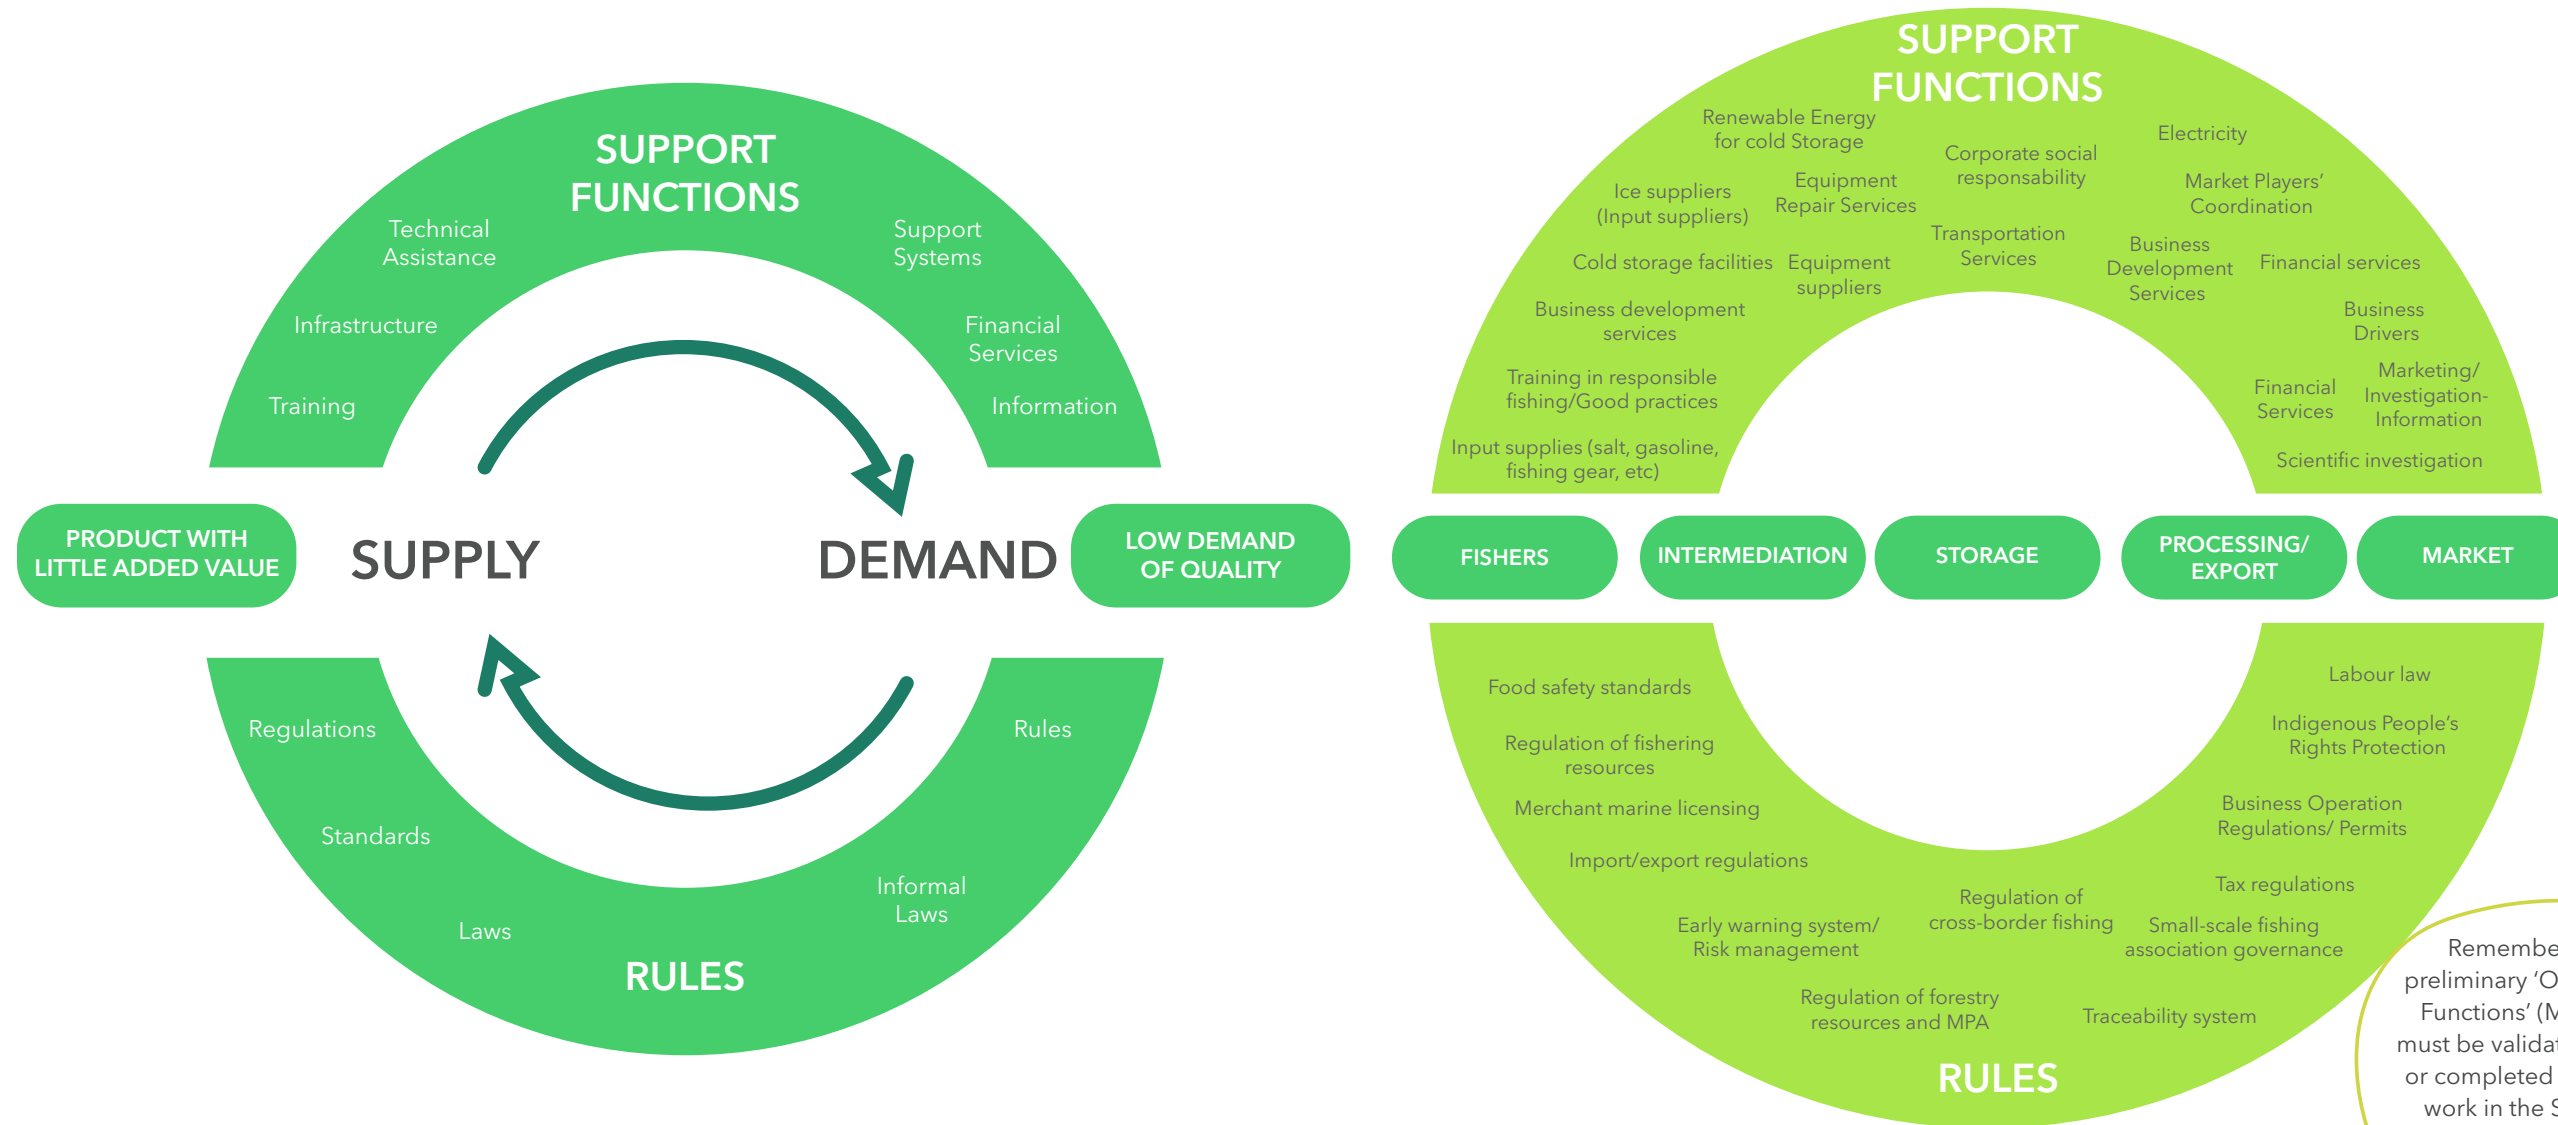 SUPPORT
FUNCTIONS
Technical
Assistance
Support
Systems
Infrastructure
Financial
Services
Training
Information
PRODUCT WITH
LITTLE ADDED VALUE
SUPPLY
DEMAND
LOW DEMAND
OF QUALITY
Regulations
Rules
Standards
Informal
Laws
Laws
RULES
SUPPORT
FUNCTIONS
Renewable Energy
for cold Storage
Electricity
Corporate social
responsability
Ice suppliers
(Input suppliers)
Equipment
Repair Services
Market Players’
Coordination
Transportation
Services
Business
Development
Services
Cold storage facilities
Equipment
suppliers
Financial services
Business development
services
Business
Drivers
Training in responsible
fishing/Good practices
Financial
Services
Marketing/
Investigation-
Information
Input supplies (salt, gasoline,
fishing gear, etc)
Scientific investigation
FISHERS
INTERMEDIATION
STORAGE
PROCESSING/
EXPORT
MARKET
Food safety standards
Labour law
Regulation of fishering
resources
Indigenous People’s
Rights Protection
Merchant marine licensing
Business Operation
Regulations/ Permits
Import/export regulations
Tax regulations
Early warning system/
Risk management
Regulation of
cross-border fishing
Small-scale fishing
association governance
Regulation of forestry
resources and MPA
Traceability system
RULES
preliminary
Functions’
must be
or completed
work in the